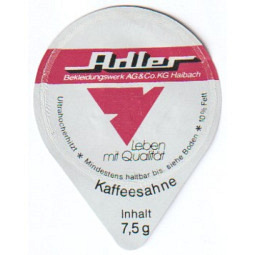 Adler
Bekleidungswerk AG & Co. KG Haibach
Leben
mit Qualität
Ultrahocherhitzt * Mindestens haltbar bis, siehe Boden * 10% Fett
Kaffeesahne
Inhalt
7,5 g